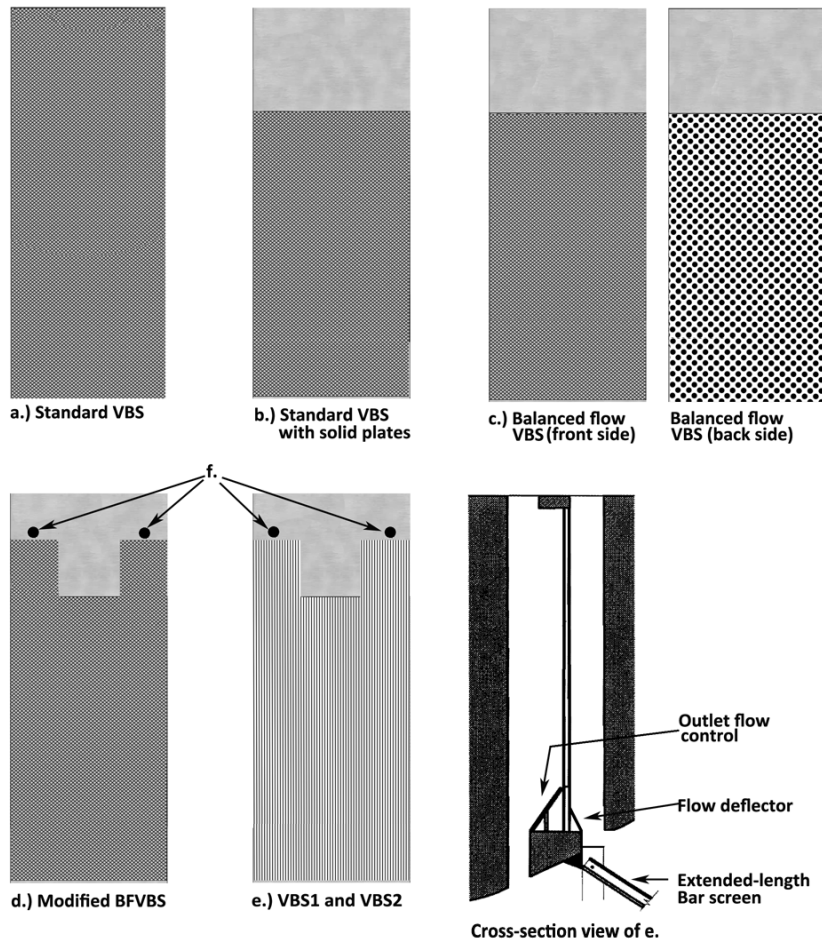 a.) Standard VBS
b.) Standard VBS
with solid plates
c.) Balanced flow
VBS (front side)
Balanced flow
VBS (back side)
f.
d.) Modified BFVBS
e.) VBS1 and VBS2
Outlet flow
control
Flow deflector
Extended-length
Bar screen
Cross-section view of e.